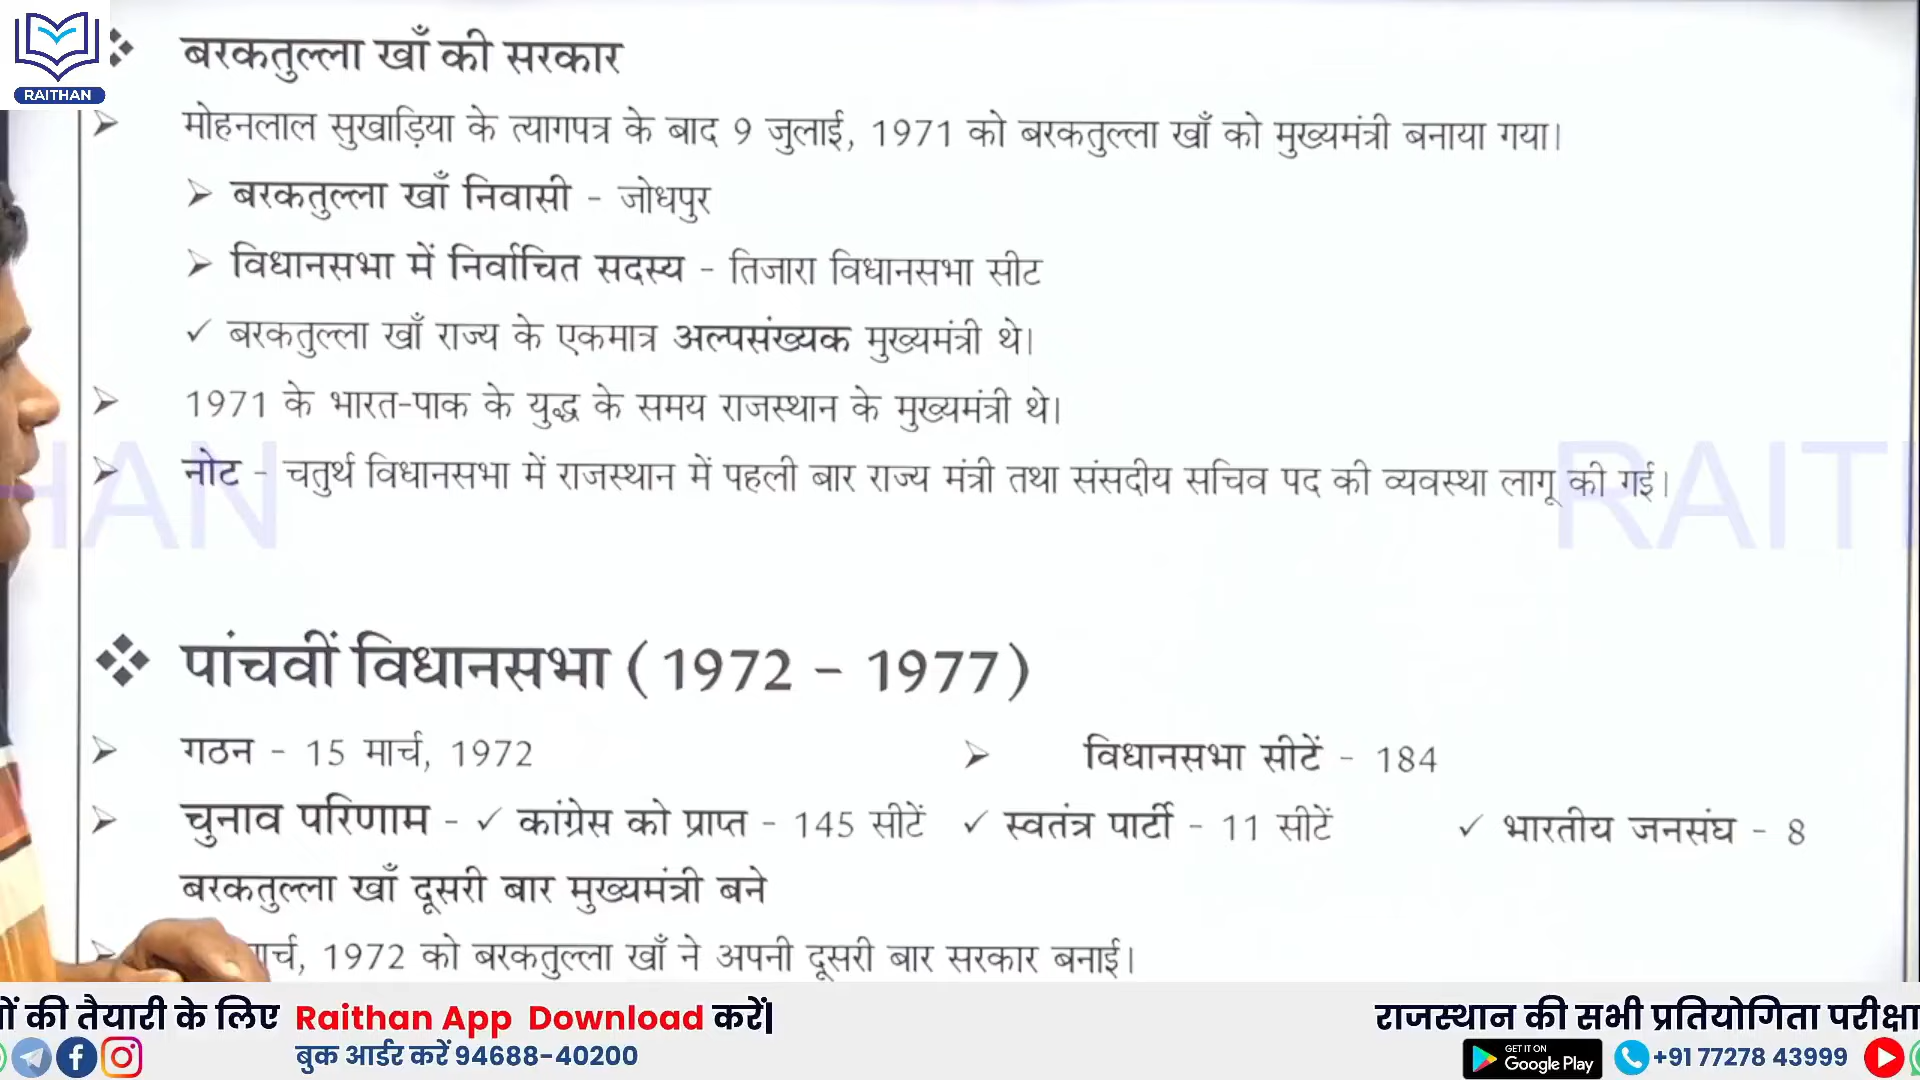 RAITHAN
बरकतुल्ला खाँ की सरकार
मोहनलाल सुखाड़िया के त्यागपत्र के बाद 9 जुलाई, 1971 को बरकतुल्ला खाँ को मुख्यमंत्री बनाया गया।
बरकतुल्ला खाँ निवासी - जोधपुर
विधानसभा में निर्वाचित सदस्य - तिजारा विधानसभा सीट
✓ बरकतुल्ला खाँ राज्य के एकमात्र अल्पसंख्यक मुख्यमंत्री थे।
1971 के भारत-पाक के युद्ध के समय राजस्थान के मुख्यमंत्री थे।
नोट - चतुर्थ विधानसभा में राजस्थान में पहली बार राज्य मंत्री तथा संसदीय सचिव पद की व्यवस्था लागू की गई।
पांचवीं विधानसभा (1972 - 1977)
गठन - 15 मार्च, 1972 विधानसभा सीटें - 184
चुनाव परिणाम - ✓ कांग्रेस को प्राप्त - 145 सीटें ✓ स्वतंत्र पार्टी - 11 सीटें ✓ भारतीय जनसंघ - 8
बरकतुल्ला खाँ दूसरी बार मुख्यमंत्री बने
1972 को बरकतुल्ला खाँ ने अपनी दूसरी बार सरकार बनाई।
की तैयारी के लिए Raithan App Download करें| राजस्थान की सभी प्रतियोगिता परीक्षा
बुक आर्डर करें 94688-40200 GET IT ON Google Play +91 77278 43999